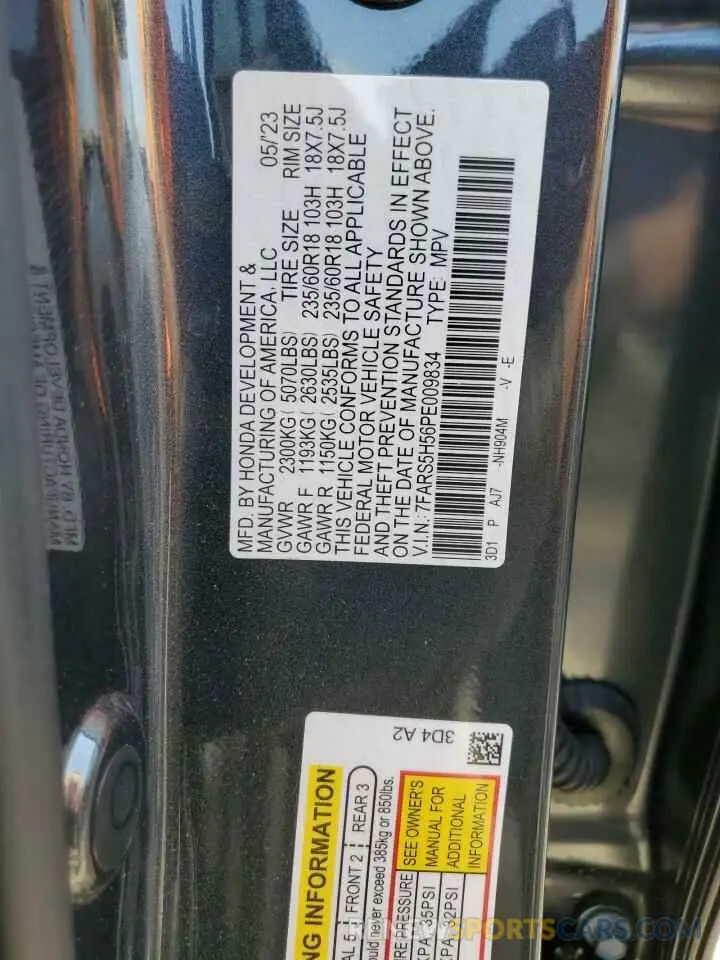 MFD. BY HONDA DEVELOPMENT &
MANUFACTURING OF AMERICA, LLC 05/23
GVWR 2300KG( 5070LBS) TIRE SIZE RIM SIZE
GAWR F 1193KG( 2630LBS) 235/60R18 103H 18X7.5J
GAWR R 1150KG( 2535LBS) 235/60R18 103H 18X7.5J
THIS VEHICLE CONFORMS TO ALL APPLICABLE
FEDERAL MOTOR VEHICLE SAFETY
AND THEFT PREVENTION STANDARDS IN EFFECT
ON THE DATE OF MANUFACTURE SHOWN ABOVE.
V.I.N.: 7FARS5H56PE009834 TYPE: MPV
3D1 P AJ7 -NH904M -V -E
3D4 A2
INFORMATION
FRONT 2 REAR 3
never exceed 385kg or 850lbs.
PRESSURE SEE OWNER'S
35PSI MANUAL FOR
32PSI ADDITIONAL
INFORMATION